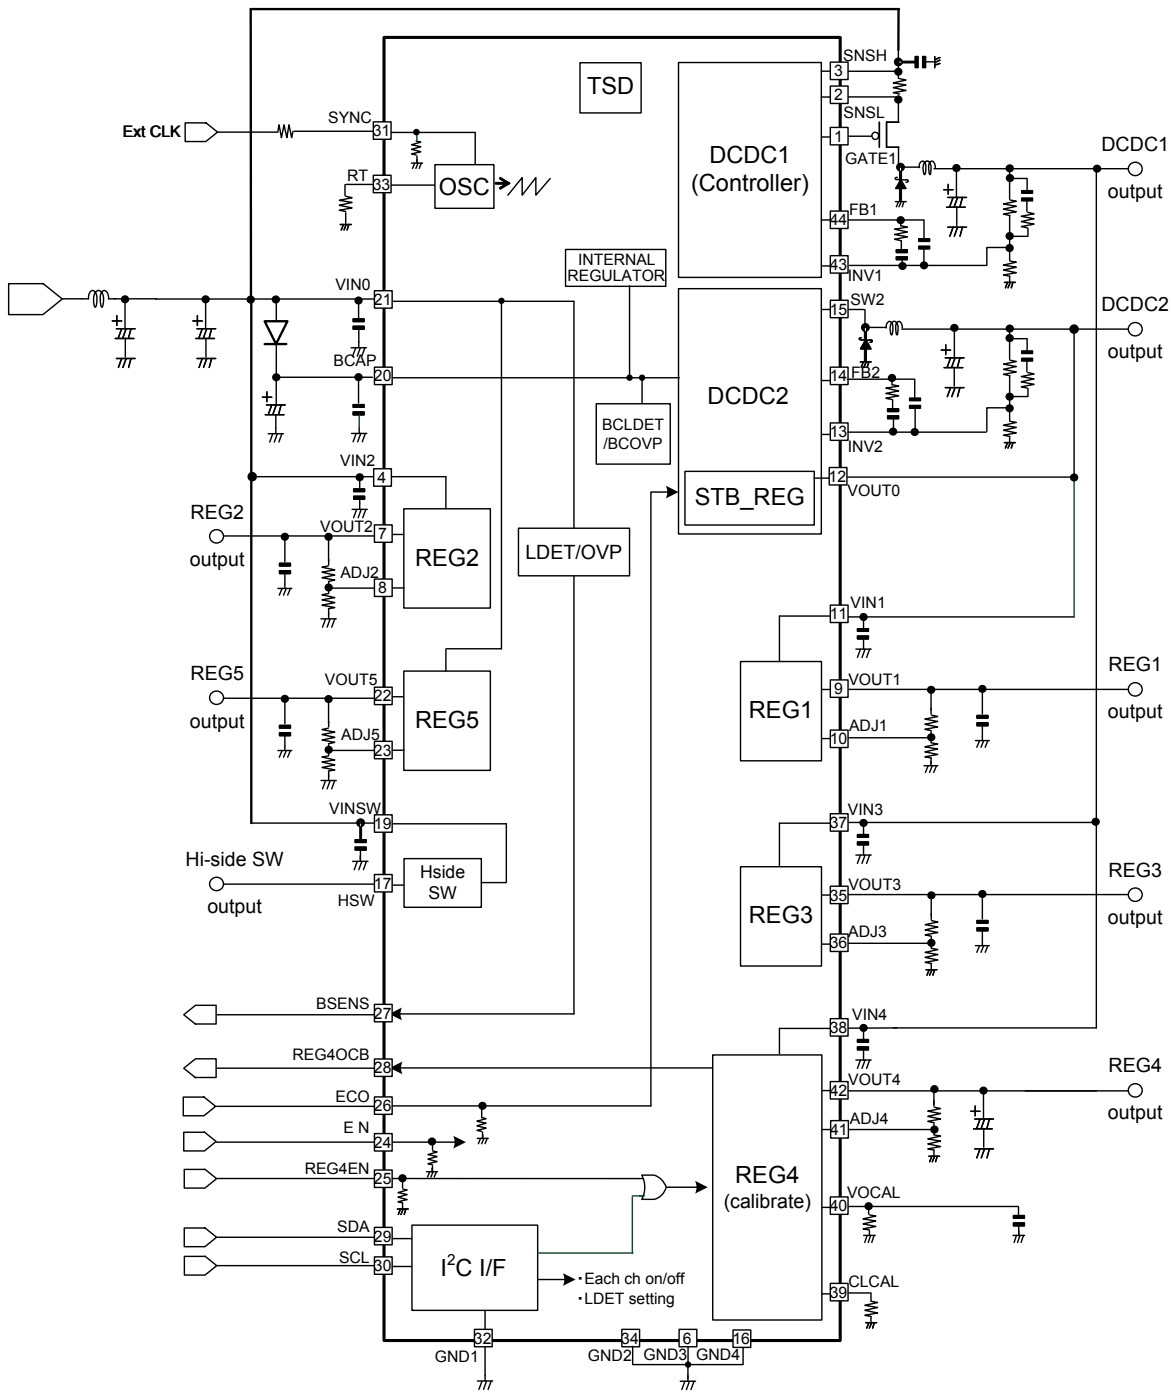 SNSH
3
TSD
2
SYNC
SNSL
Ext CLK
31
1
DCDC1
(Controller)
GATE1
DCDC1
output
RT
33
OSC
44
FB1
INTERNAL
REGULATOR
43
INV1
VIN0
21
SW2
15
DCDC2
output
BCAP
20
14
FB2
DCDC2
BCLDET
/BCOVP
13
INV2
VIN2
4
12
VOUT0
STB_REG
REG2
output
VOUT2
7
REG2
LDET/OVP
ADJ2
8
11
VIN1
REG5
output
VOUT5
22
REG5
ADJ5
23
REG1
9
VOUT1
REG1
output
10
ADJ1
VINSW
19
37
VIN3
Hi-side SW
output
17
HSW
Hside
SW
REG3
35
VOUT3
REG3
output
36
ADJ3
BSENS
27
38
VIN4
REG4OCB
28
42
VOUT4
REG4
output
ECO
26
41
ADJ4
E N
24
REG4EN
25
REG4
(calibrate)
VOCAL
40
SDA
29
SCL
30
I²C I/F
・Each ch on/off
・LDET setting
39
CLCAL
32
GND1
34
GND2
6
GND3
16
GND4